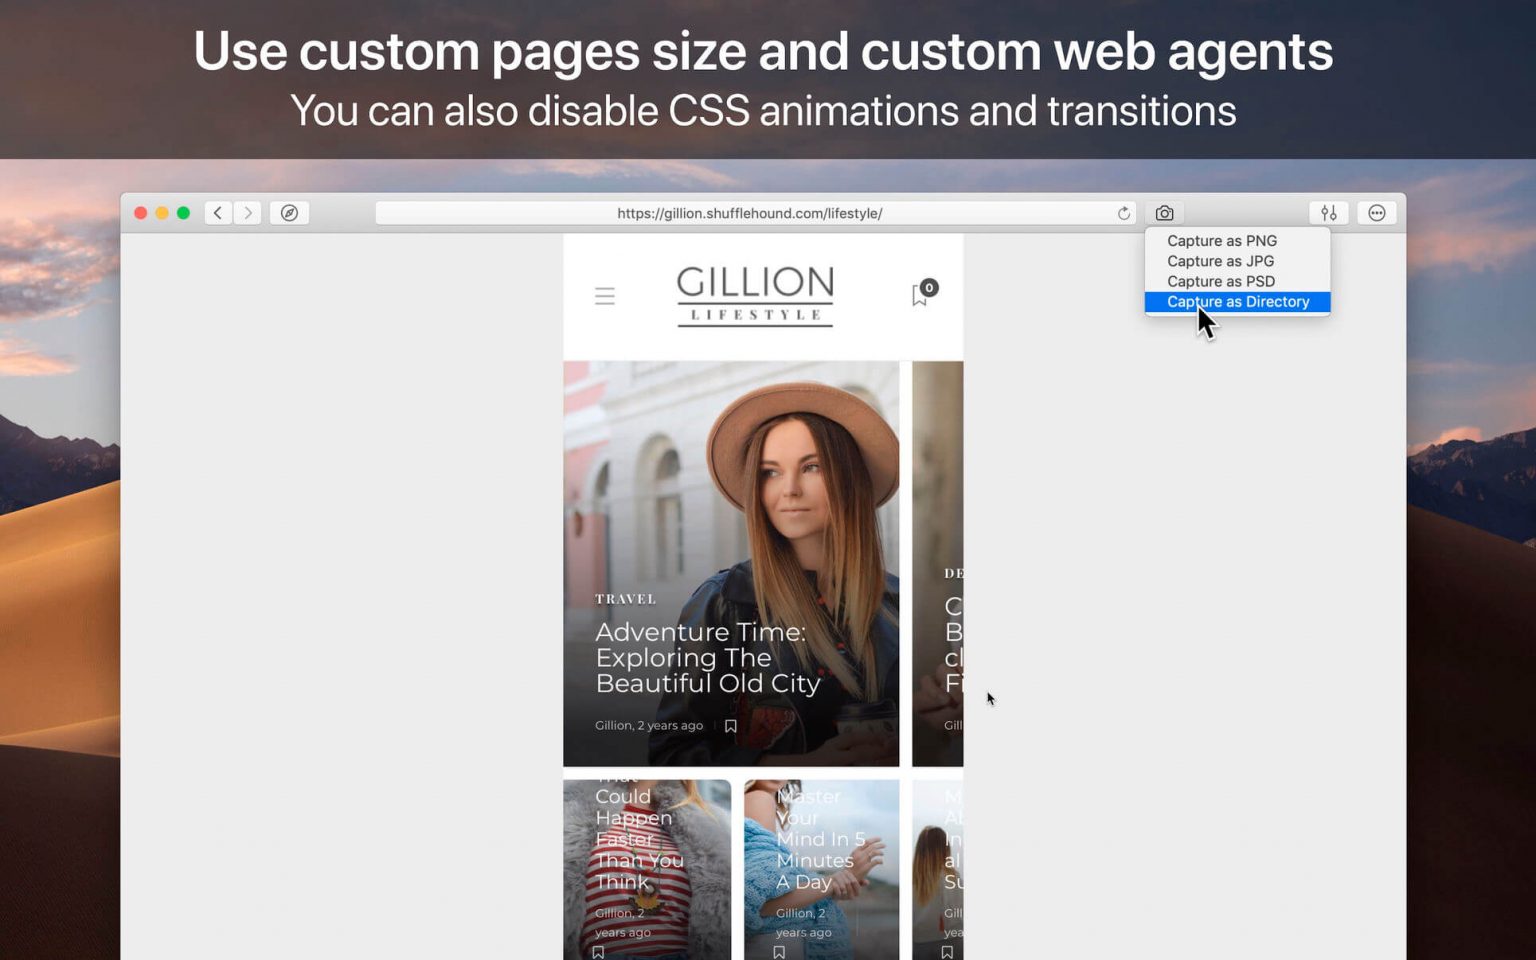 Use custom pages size and custom web agents
You can also disable CSS animations and transitions
https://gillion.shufflehound.com/lifestyle/
Capture as PNG
Capture as JPG
Capture as PSD
Capture as Directory
GILLION
LIFESTYLE
0
TRAVEL
Adventure Time:
Exploring The
Beautiful Old City
Gillion, 2 years ago
DE
C
B
cl
Fi
Gill
Could
Happen
Faster
Than You
Think
Gillion, 2
years ago
Master
Your
Mind In 5
Minutes
A Day
Gillion, 2
years ago
M
Al
In
al
Su
Gill
yea